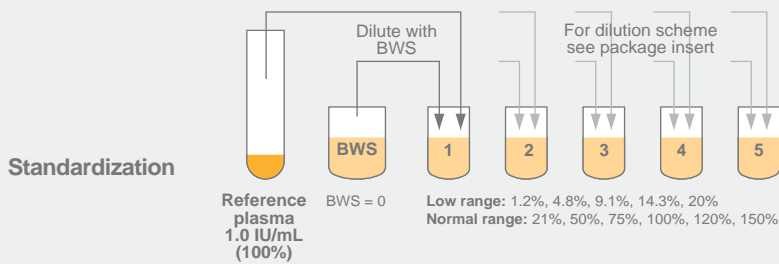 Dilute with
BWS
For dilution scheme
see package insert
Standardization
BWS
1
2
3
4
5
Reference
plasma
1.0 IU/mL
(100%)
BWS = 0
Low range: 1.2%, 4.8%, 9.1%, 14.3%, 20%
Normal range: 21%, 50%, 75%, 100%, 120%, 150%